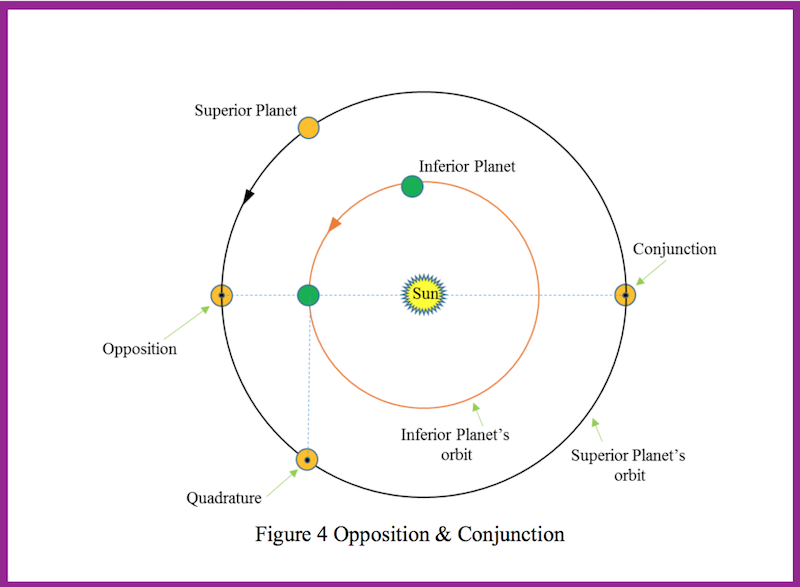 Superior Planet
Inferior Planet
Conjunction
Sun
Opposition
Inferior Planet's
orbit
Superior Planet's
orbit
Quadrature
Figure 4 Opposition & Conjunction